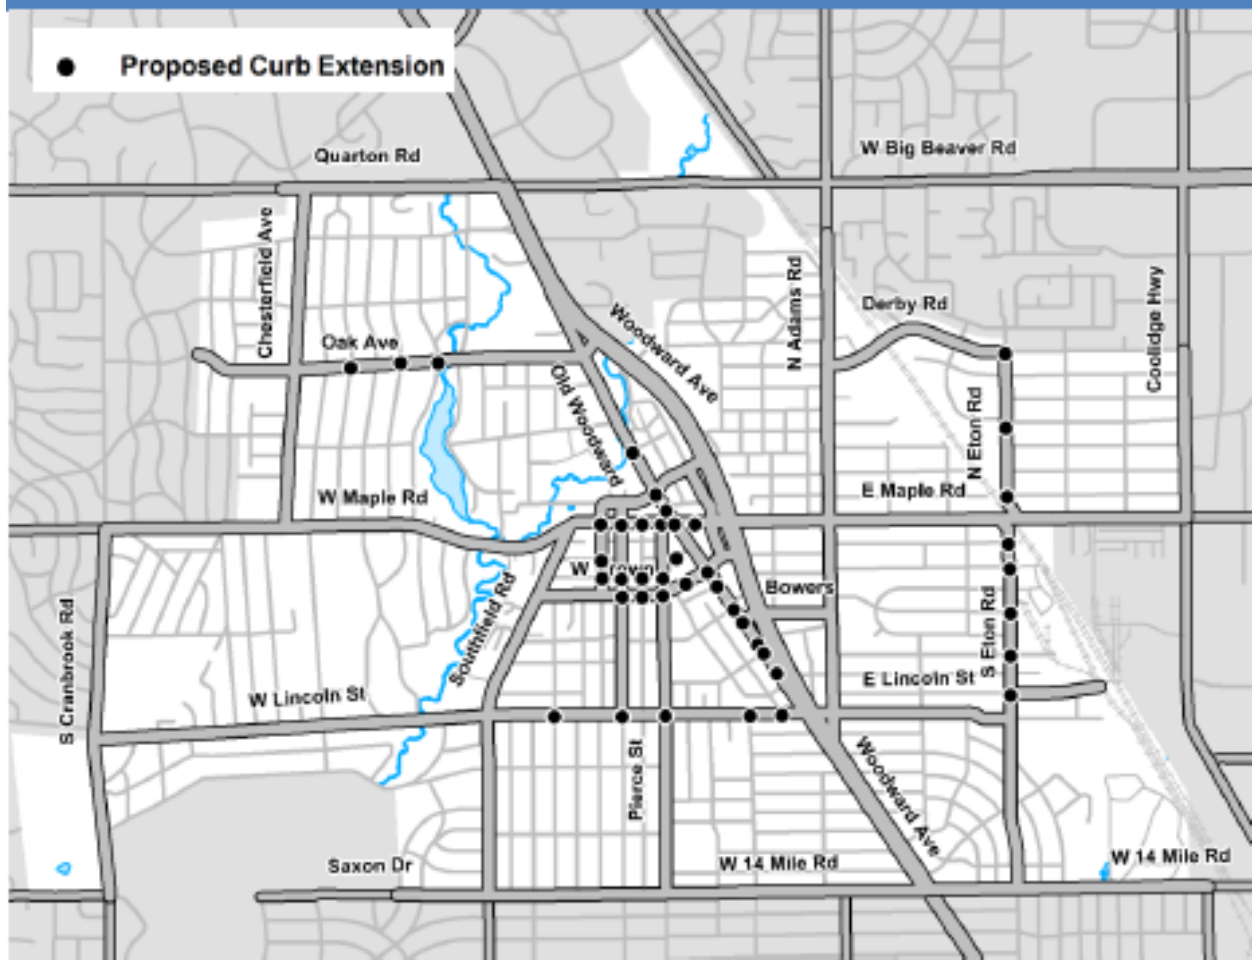 Proposed Curb Extension
Quarton Rd
W Big Beaver Rd
Chesterfield Ave
N Adams Rd
Coolidge Hwy
Derby Rd
Woodward Ave
Oak Ave
Old Woodward
N Eton Rd
W Maple Rd
E Maple Rd
W Brown
Bowers
Southfield Rd
S Cranbrook Rd
S Eton Rd
E Lincoln St
W Lincoln St
Pierce St
Woodward Ave
Saxon Dr
W 14 Mile Rd
W 14 Mile Rd